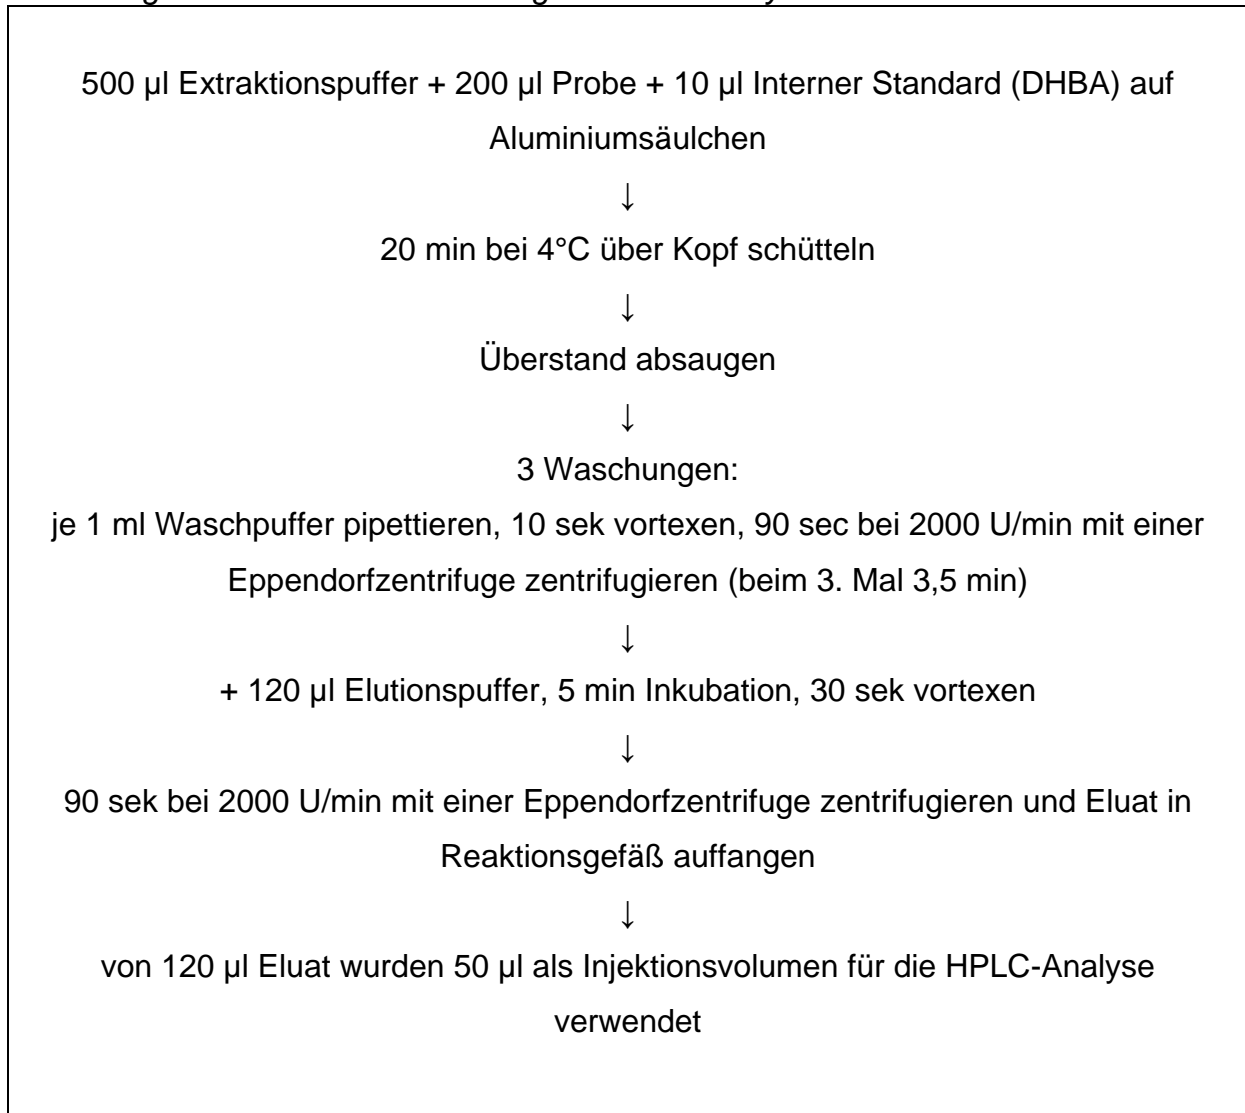 500 µl Extraktionspuffer + 200 µl Probe + 10 µl Interner Standard (DHBA) auf
Aluminiumsäulchen
↓
20 min bei 4°C über Kopf schütteln
↓
Überstand absaugen
↓
3 Waschungen:
je 1 ml Waschpuffer pipettieren, 10 sek vortexen, 90 sec bei 2000 U/min mit einer
Eppendorfzentrifuge zentrifugieren (beim 3. Mal 3,5 min)
↓
+ 120 µl Elutionspuffer, 5 min Inkubation, 30 sek vortexen
↓
90 sek bei 2000 U/min mit einer Eppendorfzentrifuge zentrifugieren und Eluat in
Reaktionsgefäß auffangen
↓
von 120 µl Eluat wurden 50 µl als Injektionsvolumen für die HPLC-Analyse
verwendet